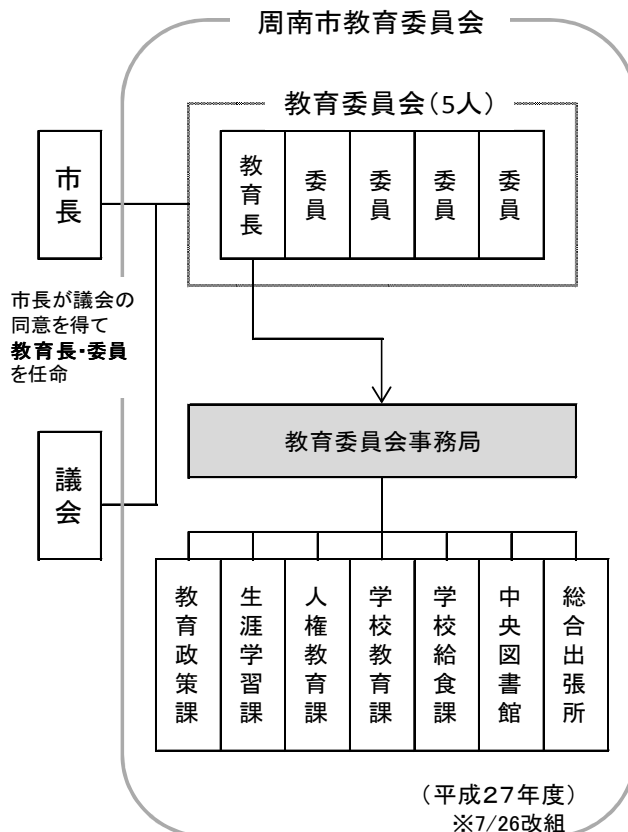 周南市教育委員会
教育委員会(5人)
市長
教育長
委員
委員
委員
委員
市長が議会の
同意を得て
教育長・委員
を任命
教育委員会事務局
議会
教育政策課
生涯学習課
人権教育課
学校教育課
学校給食課
中央図書館
総合出張所
(平成27年度)
※7/26改組